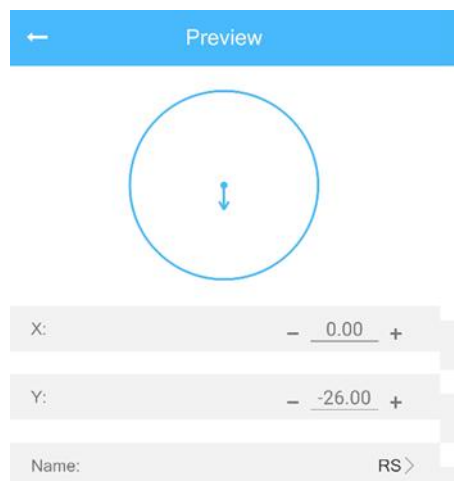 Preview
X: − 0.00 +
Y: − -26.00 +
Name: RS